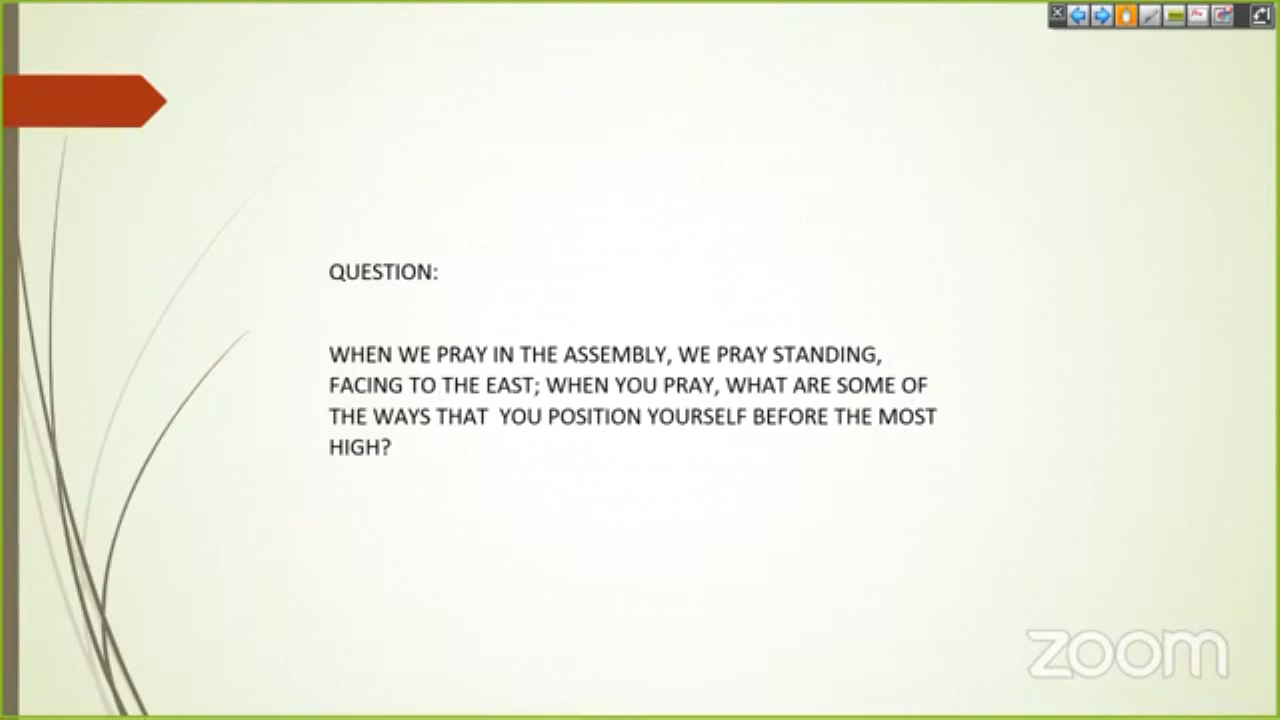 QUESTION:
WHEN WE PRAY IN THE ASSEMBLY, WE PRAY STANDING,
FACING TO THE EAST; WHEN YOU PRAY, WHAT ARE SOME OF
THE WAYS THAT  YOU POSITION YOURSELF BEFORE THE MOST
HIGH?
zoom